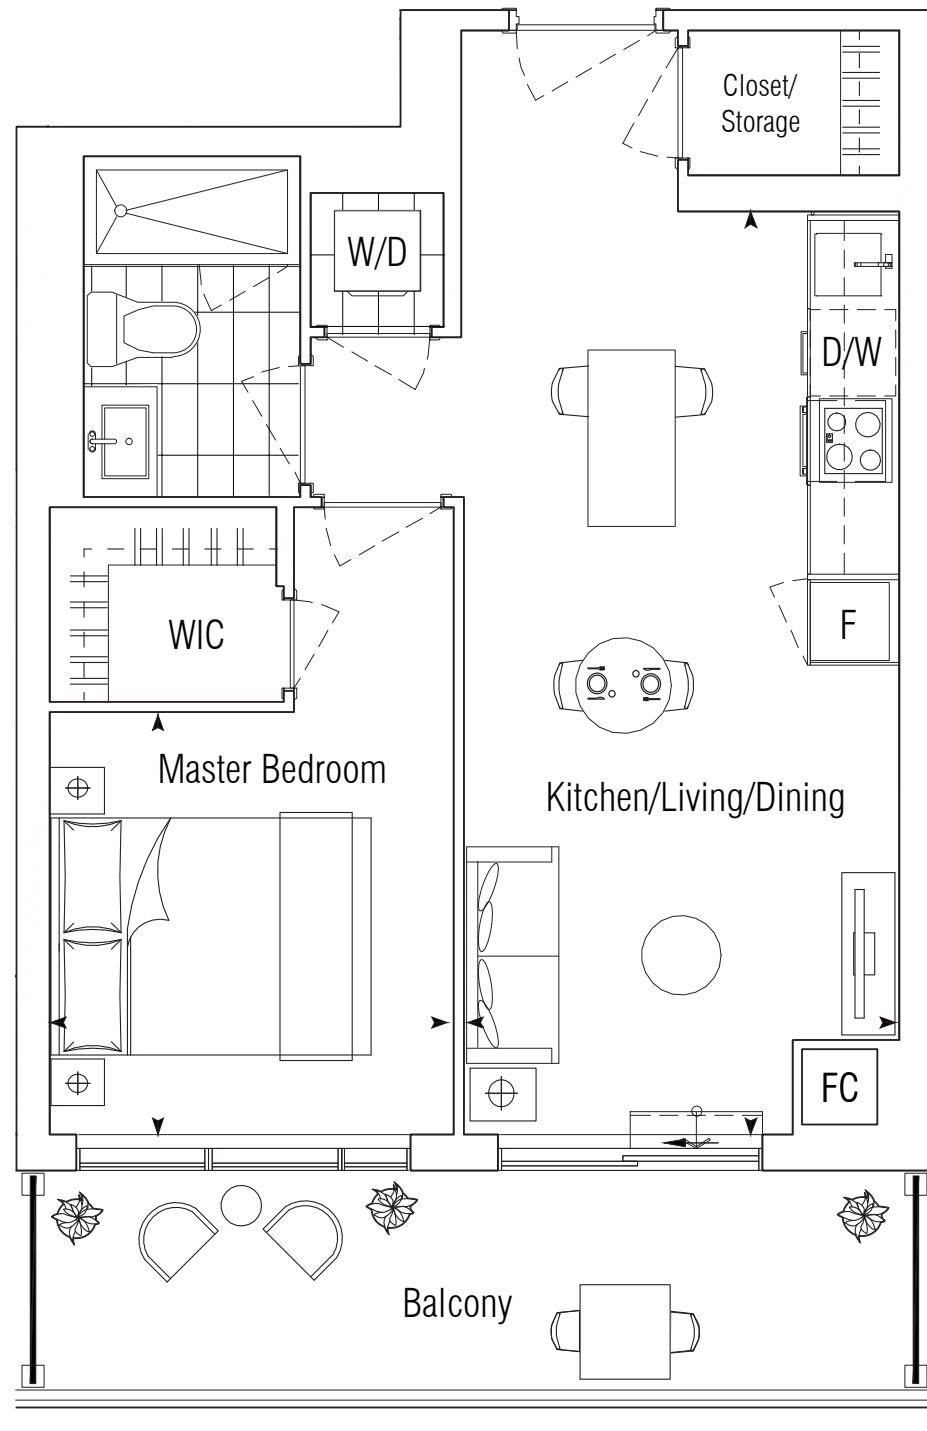 Closet/
Storage
W/D
D/W
F
WIC
Master Bedroom
Kitchen/Living/Dining
FC
Balcony